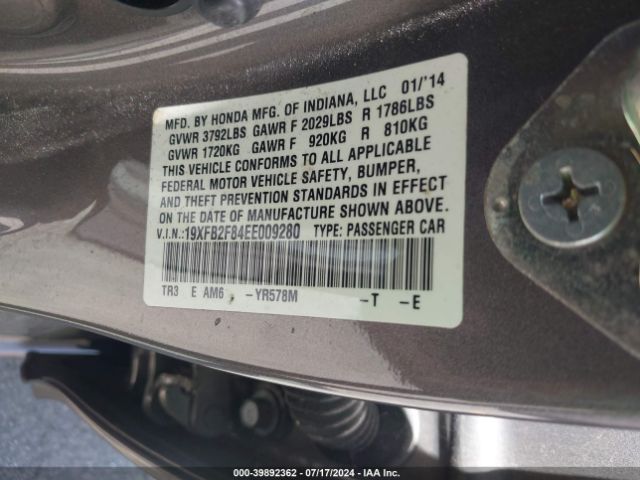 MFD. BY HONDA MFG. OF INDIANA, LLC 01/'14
GVWR 3792LBS GAWR F 2029LBS R 1786LBS
GVWR 1720KG GAWR F 920KG R 810KG
THIS VEHICLE CONFORMS TO ALL APPLICABLE
FEDERAL MOTOR VEHICLE SAFETY, BUMPER,
AND THEFT PREVENTION STANDARDS IN EFFECT
ON THE DATE OF MANUFACTURE SHOWN ABOVE.
V.I.N.:19XFB2F84EE009280 TYPE: PASSENGER CAR
TR3 E AM6 -YR578M -T -E
000-39892362 - 07/17/2024 - IAA Inc.